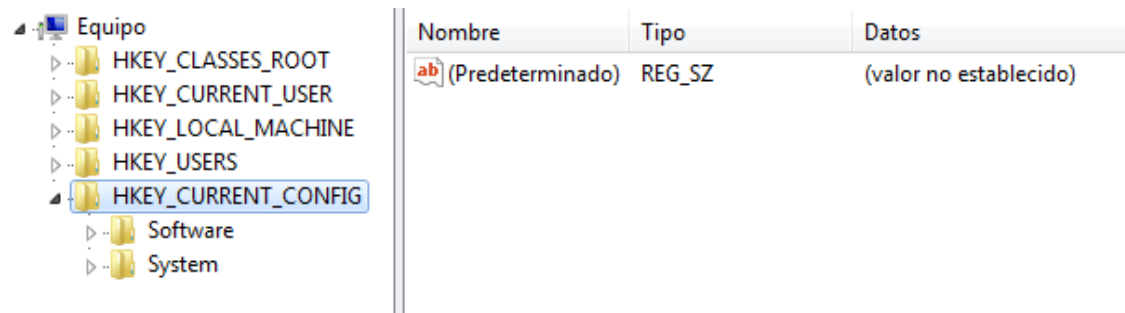 Equipo
HKEY_CLASSES_ROOT
HKEY_CURRENT_USER
HKEY_LOCAL_MACHINE
HKEY_USERS
HKEY_CURRENT_CONFIG
Software
System
Nombre Tipo Datos
ab (Predeterminado) REG_SZ (valor no establecido)